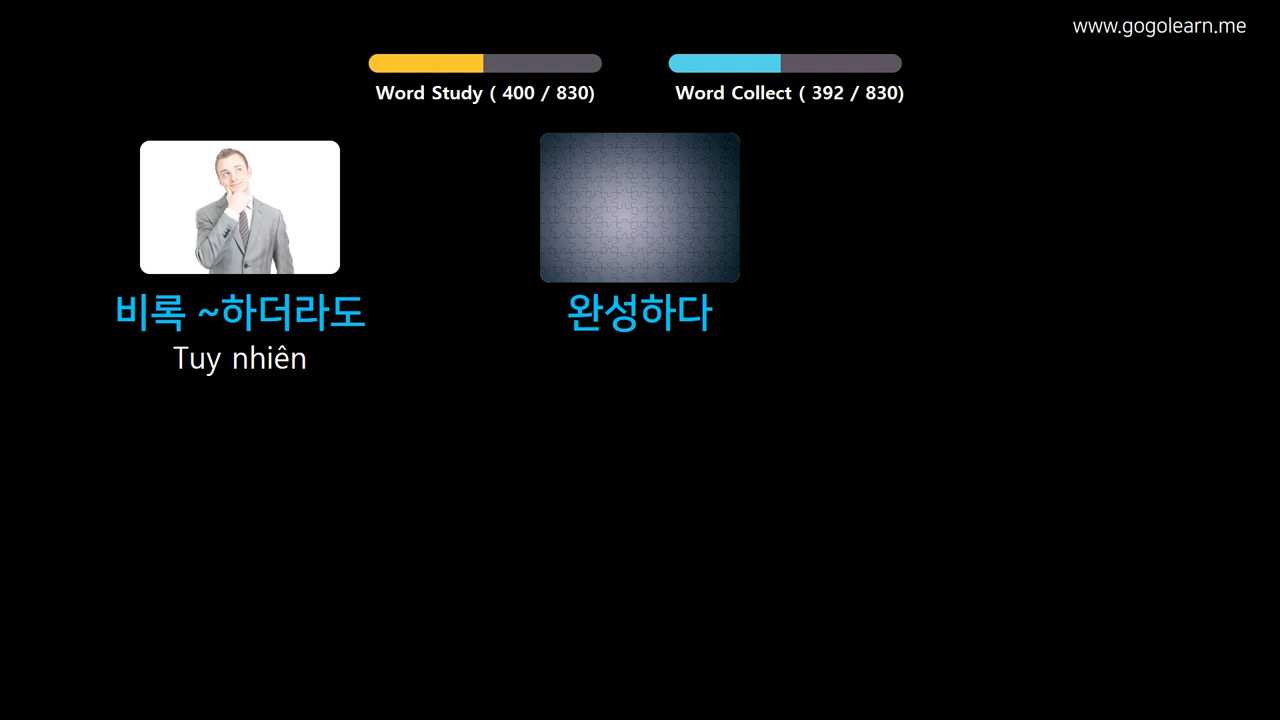 www.gogolearn.me
Word Study ( 400 / 830)
Word Collect ( 392 / 830)
비록 ~하더라도
Tuy nhiên
완성하다